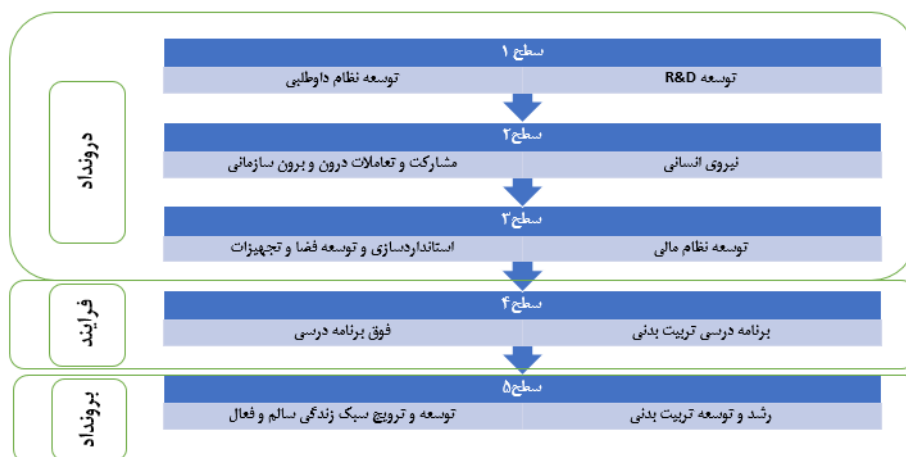 درونداد
سطح ۱
توسعه R&D
توسعه نظام داوطلبی
سطح۲
نیروی انسانی
مشارکت و تعاملات درون و برون سازمانی
سطح۳
توسعه نظام مالی
استانداردسازی و توسعه فضا و تجهیزات
فرایند
سطح۴
برنامه درسی تربیت بدنی
فوق برنامه درسی
برونداد
سطح۵
رشد و توسعه تربیت بدنی
توسعه و ترویج سبک زندگی سالم و فعال